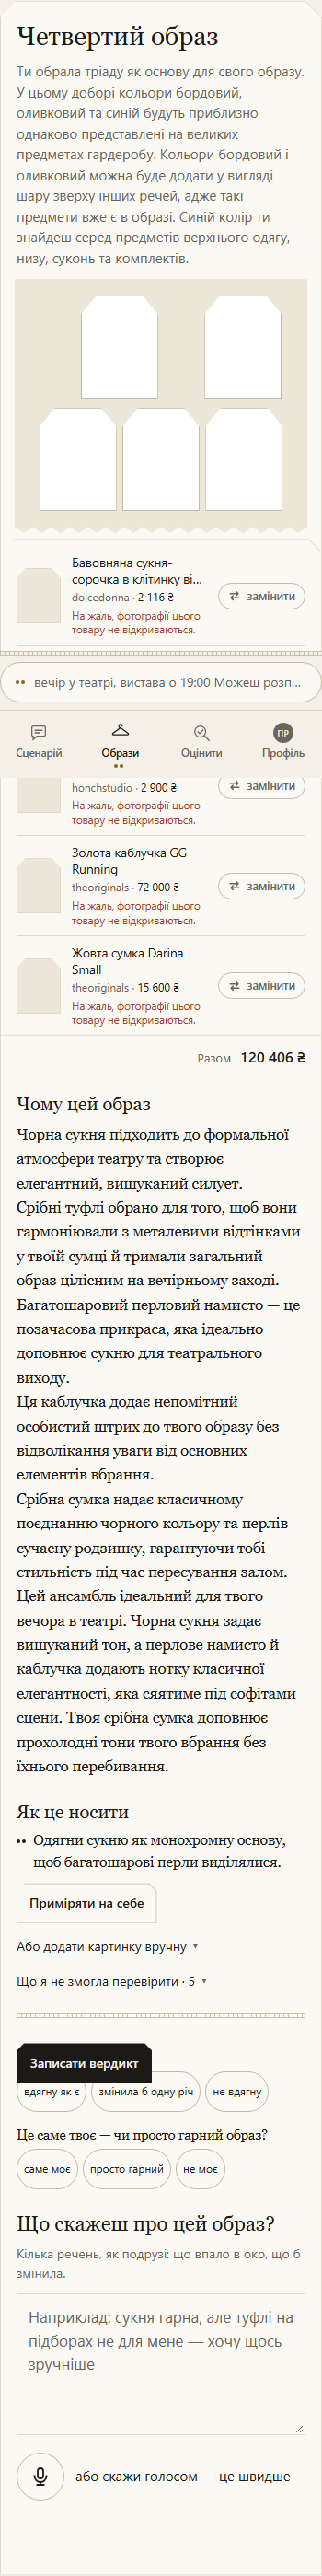 Четвертий образ
Ти обрала тріаду як основу для свого образу.
У цьому доборі кольори бордовий,
оливковий та синій будуть приблизно
однаково представлені на великих
предметах гардеробу. Кольори бордовий і
оливковий можна буде додати у вигляді
шару зверху інших речей, адже такі
предмети вже є в образі. Синій колір ти
знайдеш серед предметів верхнього одягу,
низу, суконь та комплектів.
Бавовняна сукня-
сорочка в клітинку ві...
dolcedonna · 2 116 ₴
На жаль, фотографії цього
товару не відкриваються.
замінити
вечір у театрі, вистава о 19:00 Можеш розп...
Сценарій
Образи
Оцінити
ПР
Профіль
honchstudio · 2 900 ₴
На жаль, фотографії цього
товару не відкриваються.
замінити
Золота каблучка GG
Running
theoriginals · 72 000 ₴
На жаль, фотографії цього
товару не відкриваються.
замінити
Жовта сумка Darina
Small
theoriginals · 15 600 ₴
На жаль, фотографії цього
товару не відкриваються.
замінити
Разом 120 406 ₴
Чому цей образ
Чорна сукня підходить до формальної
атмосфери театру та створює
елегантний, вишуканий силует.
Срібні туфлі обрано для того, щоб вони
гармоніювали з металевими відтінками
у твоїй сумці й тримали загальний
образ цілісним на вечірньому заході.
Багатошаровий перловий намисто — це
позачасова прикраса, яка ідеально
доповнює сукню для театрального
виходу.
Ця каблучка додає непомітний
особистий штрих до твого образу без
відволікання уваги від основних
елементів вбрання.
Срібна сумка надає класичному
поєднанню чорного кольору та перлів
сучасну родзинку, гарантуючи тобі
стильність під час пересування залом.
Цей ансамбль ідеальний для твого
вечора в театрі. Чорна сукня задає
вишуканий тон, а перлове намисто й
каблучка додають нотку класичної
елегантності, яка сяятиме під софітами
сцени. Твоя срібна сумка доповнює
прохолодні тони твого вбрання без
їхнього перебивання.
Як це носити
Одягни сукню як монохромну основу,
щоб багатошарові перли виділялися.
Приміряти на себе
Або додати картинку вручну
Що я не змогла перевірити · 5
Записати вердикт
вдягну як є
змінила б одну річ
не вдягну
Це саме твоє — чи просто гарний образ?
саме моє
просто гарний
не моє
Що скажеш про цей образ?
Кілька речень, як подрузі: що впало в око, що б
змінила.
Наприклад: сукня гарна, але туфлі на
підборах не для мене — хочу щось
зручніше
або скажи голосом — це швидше